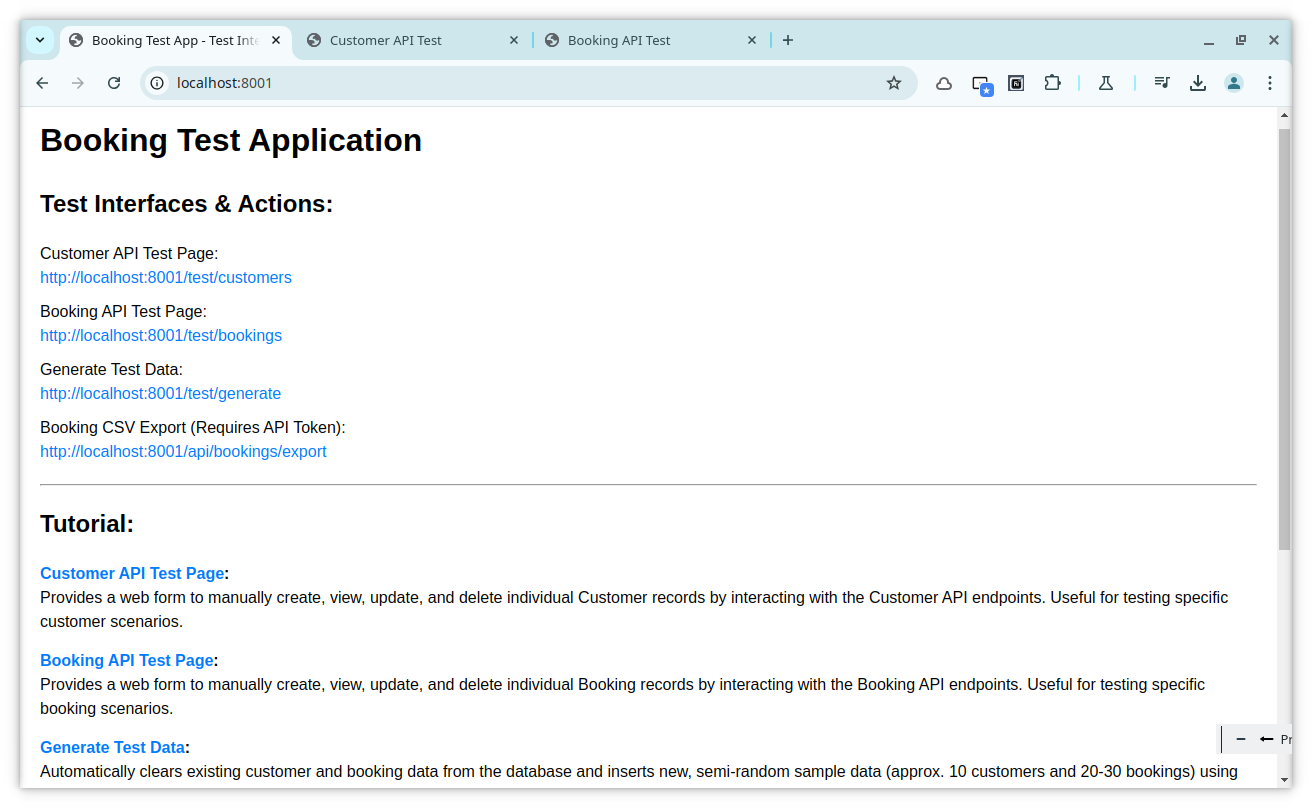 Booking Test App - Test Inte
Customer API Test
Booking API Test
localhost:8001
Booking Test Application
Test Interfaces & Actions:
Customer API Test Page:
http://localhost:8001/test/customers
Booking API Test Page:
http://localhost:8001/test/bookings
Generate Test Data:
http://localhost:8001/test/generate
Booking CSV Export (Requires API Token):
http://localhost:8001/api/bookings/export
Tutorial:
Customer API Test Page:
Provides a web form to manually create, view, update, and delete individual Customer records by interacting with the Customer API endpoints. Useful for testing specific
customer scenarios.
Booking API Test Page:
Provides a web form to manually create, view, update, and delete individual Booking records by interacting with the Booking API endpoints. Useful for testing specific
booking scenarios.
Generate Test Data:
Automatically clears existing customer and booking data from the database and inserts new, semi-random sample data (approx. 10 customers and 20-30 bookings) using